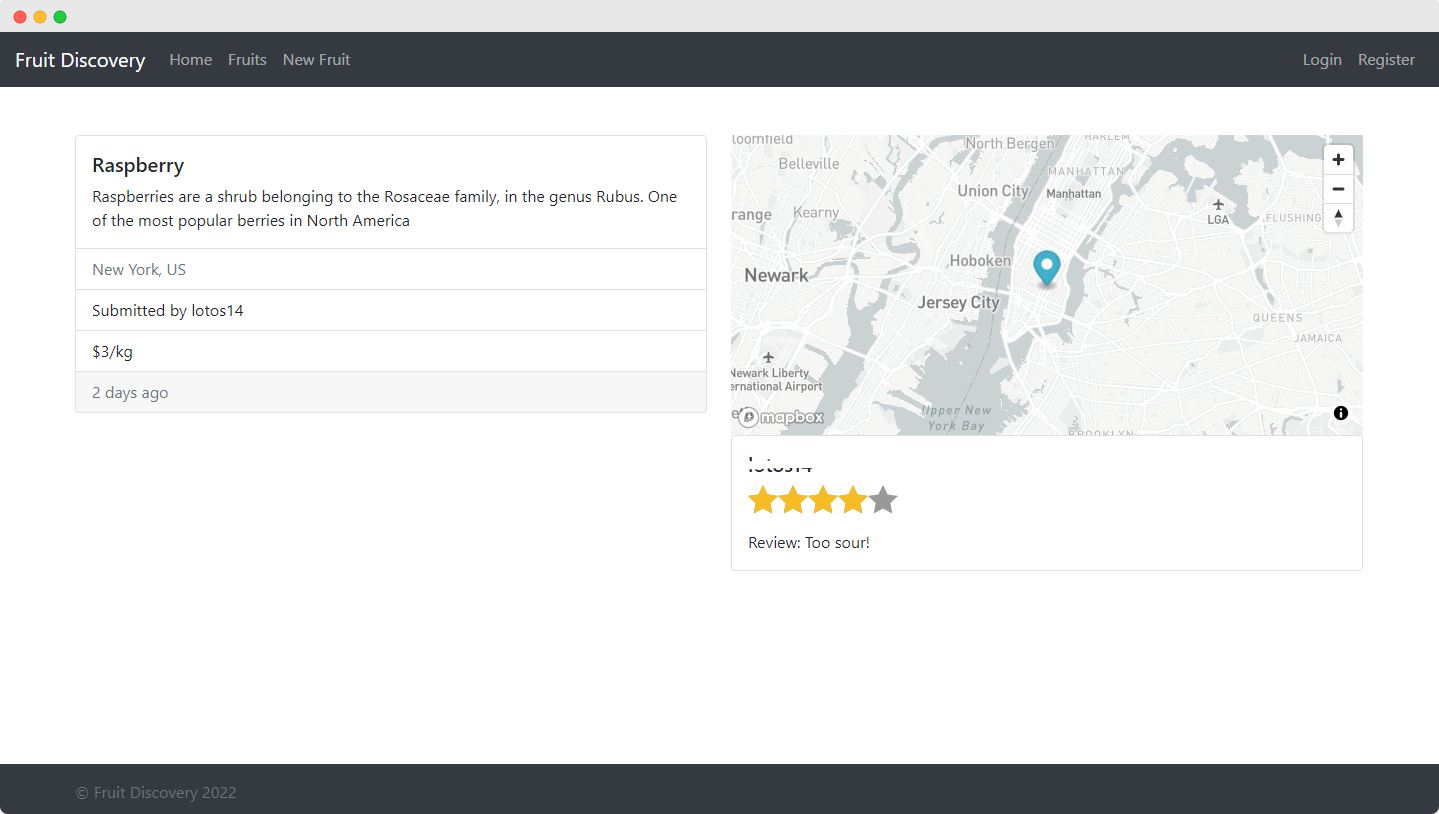 Fruit Discovery Home Fruits New Fruit Login Register
Raspberry
Raspberries are a shrub belonging to the Rosaceae family, in the genus Rubus. One
of the most popular berries in North America
New York, US
Submitted by lotos14
$3/kg
2 days ago
loomfield
HARLEM
North Bergen
Belleville
MANHATTAN
Union City
Manhattan
range
Kearny
LGA
FLUSHING
Hoboken
Newark
Jersey City
QUEENS
JAMAICA
Newark Liberty
ernational Airport
Upper New
York Bay
mapbox
BROOKLYN
lotos14
Review: Too sour!
© Fruit Discovery 2022